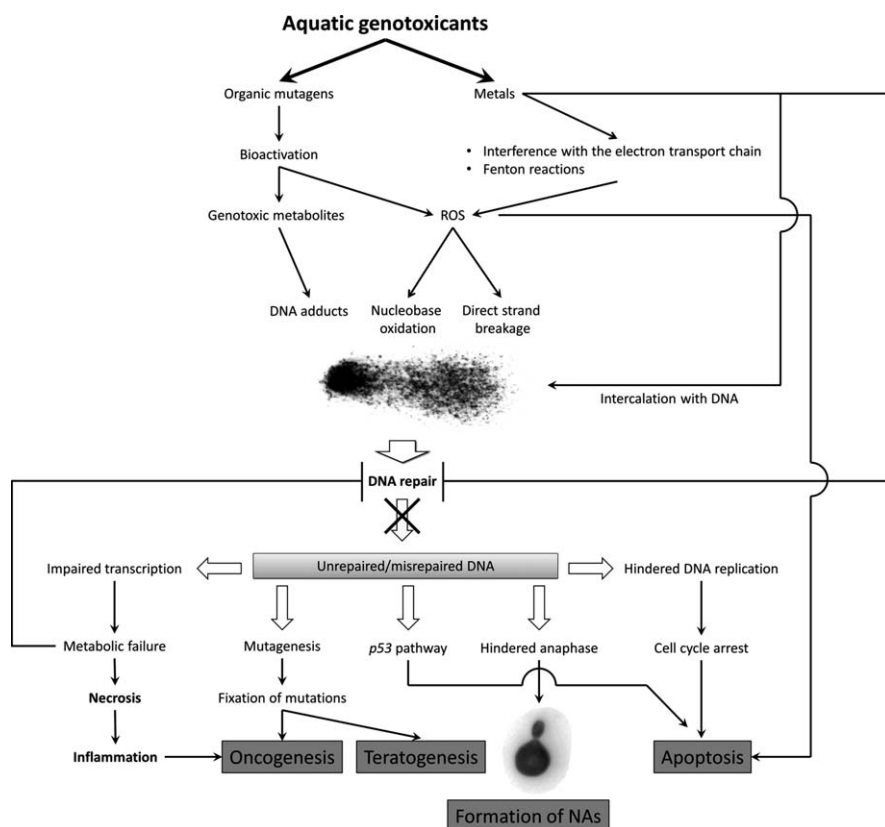 Aquatic genotoxicants
Organic mutagens
Metals
Bioactivation
• Interference with the electron transport chain
• Fenton reactions
Genotoxic metabolites
ROS
DNA adducts
Nucleobase
oxidation
Direct strand
breakage
Intercalation with DNA
DNA repair
Impaired transcription
Unrepaired/misrepaired DNA
Hindered DNA replication
Metabolic failure
Mutagenesis
p53 pathway
Hindered anaphase
Cell cycle arrest
Necrosis
Fixation of mutations
Inflammation
Oncogenesis
Teratogenesis
Apoptosis
Formation of NAs